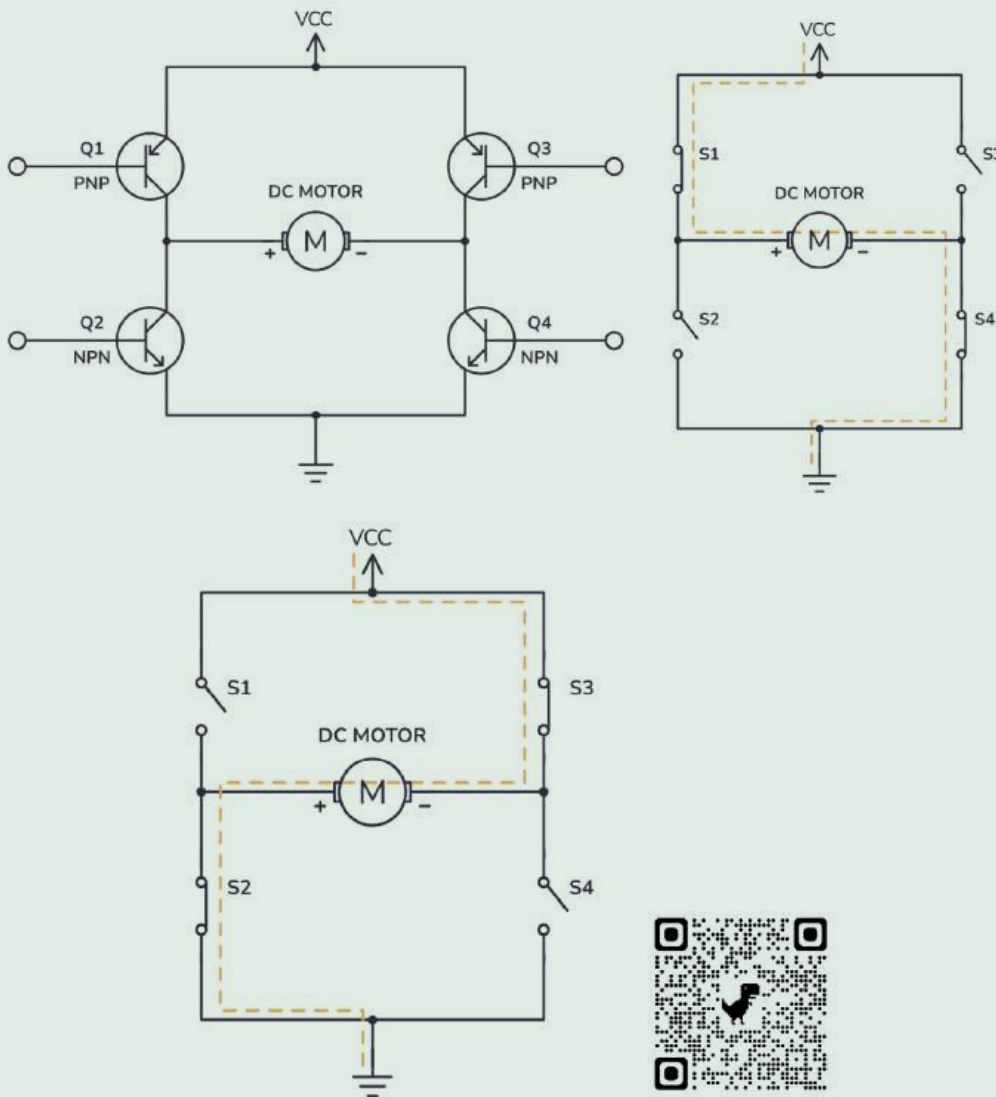 VCC
Q1
PNP
Q3
PNP
DC MOTOR
+ M -
Q2
NPN
Q4
NPN
VCC
S1
S3
DC MOTOR
+ M -
S2
S4
VCC
S1
S3
DC MOTOR
+ M -
S2
S4